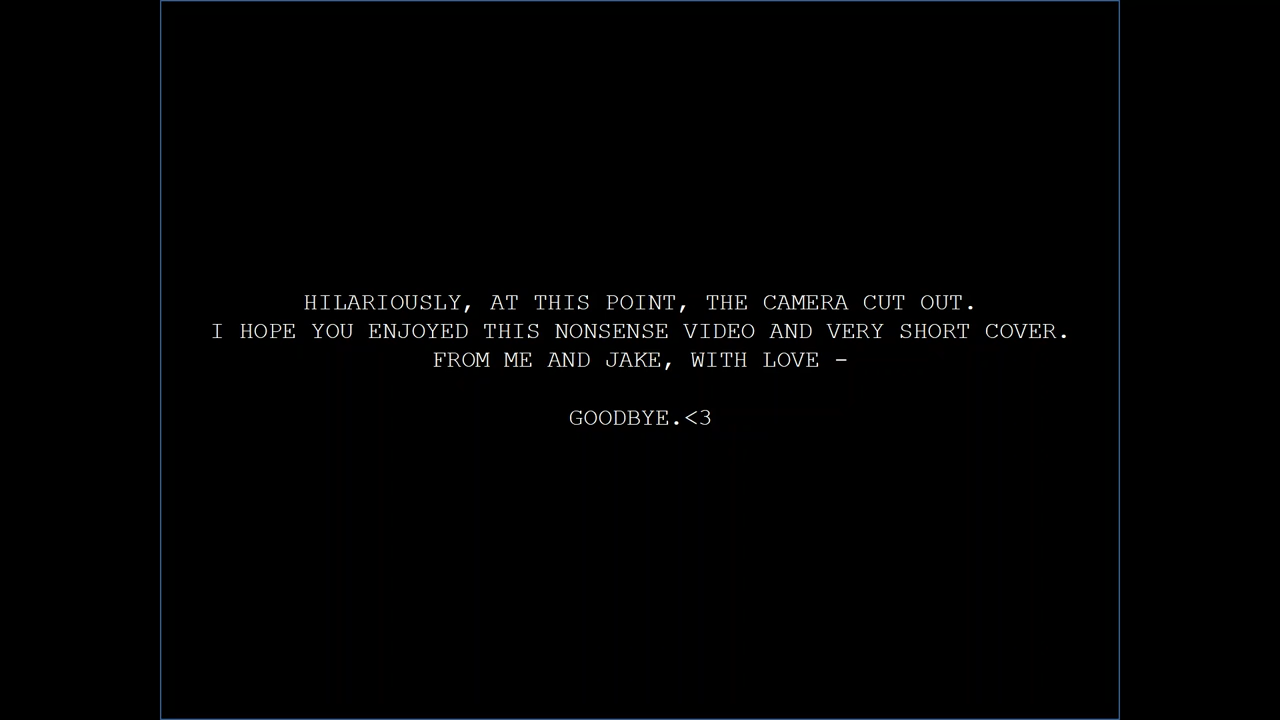 HILARIOUSLY, AT THIS POINT, THE CAMERA CUT OUT.
I HOPE YOU ENJOYED THIS NONSENSE VIDEO AND VERY SHORT COVER.
FROM ME AND JAKE, WITH LOVE -
GOODBYE.<3